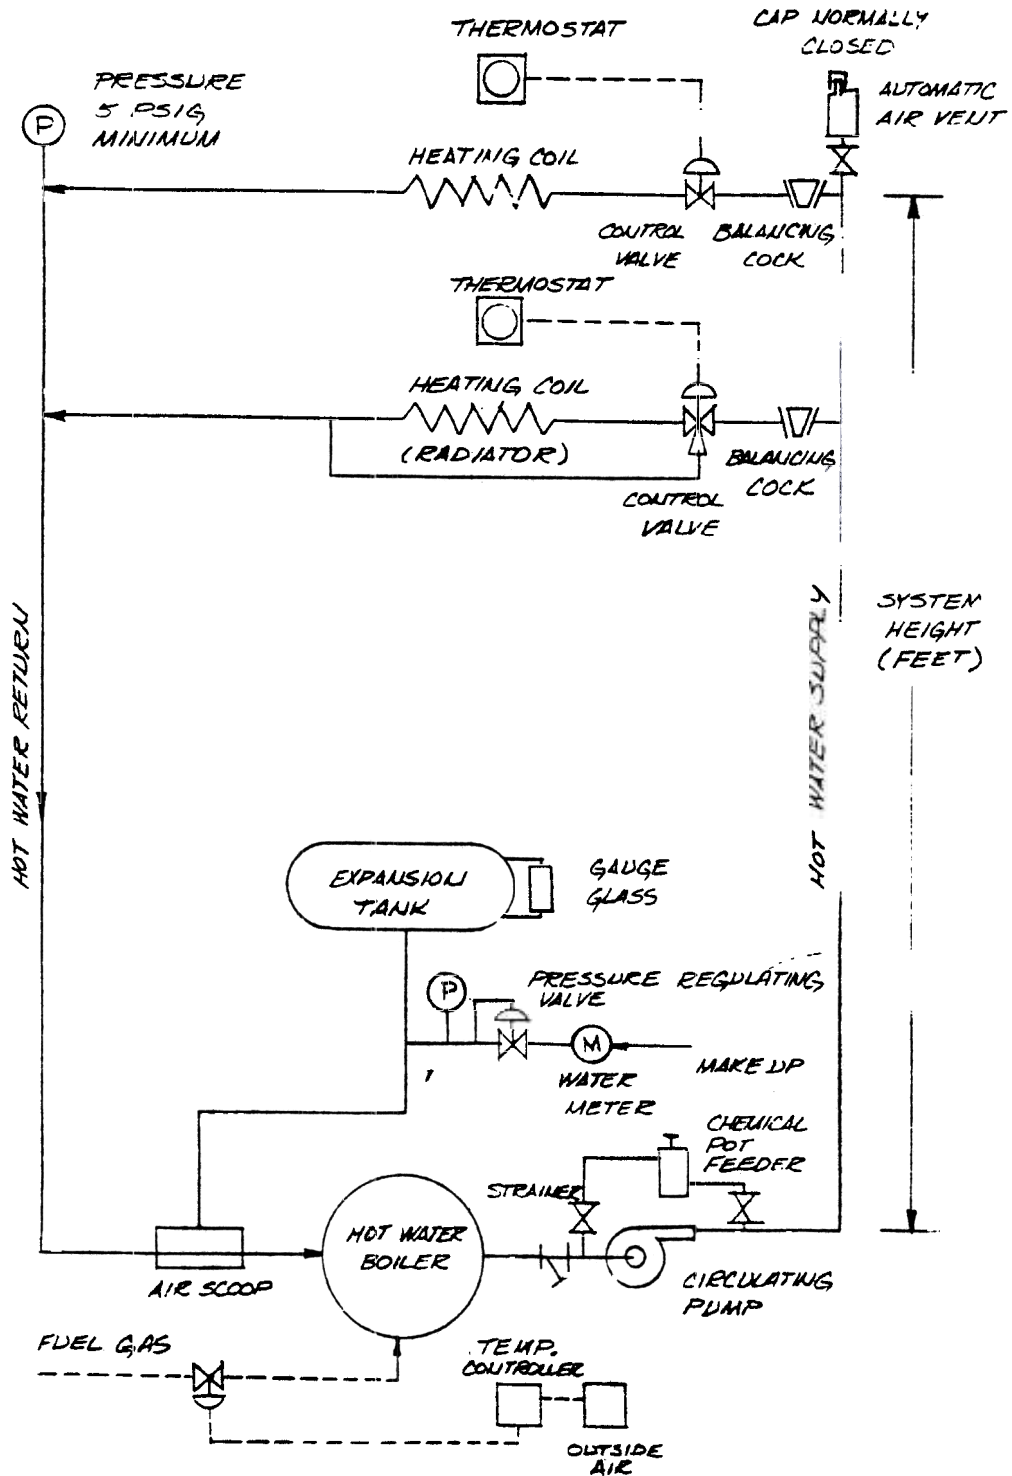 THERMOSTAT
CAP NORMALLY
CLOSED
PRESSURE
5 PSIG
MINIMUM
P
AUTOMATIC
AIR VENT
HEATING COIL
CONTROL
VALVE
BALANCING
COCK
THERMOSTAT
HEATING COIL
(RADIATOR)
BALANCING
COCK
CONTROL
VALVE
HOT WATER RETURN
HOT WATER SUPPLY
SYSTEM
HEIGHT
(FEET)
EXPANSION
TANK
GAUGE
GLASS
P
PRESSURE REGULATING
VALVE
M
WATER
METER
MAKE UP
CHEMICAL
POT
FEEDER
STRAINER
HOT WATER
BOILER
AIR SCOOP
CIRCULATING
PUMP
FUEL GAS
TEMP.
CONTROLLER
OUTSIDE
AIR